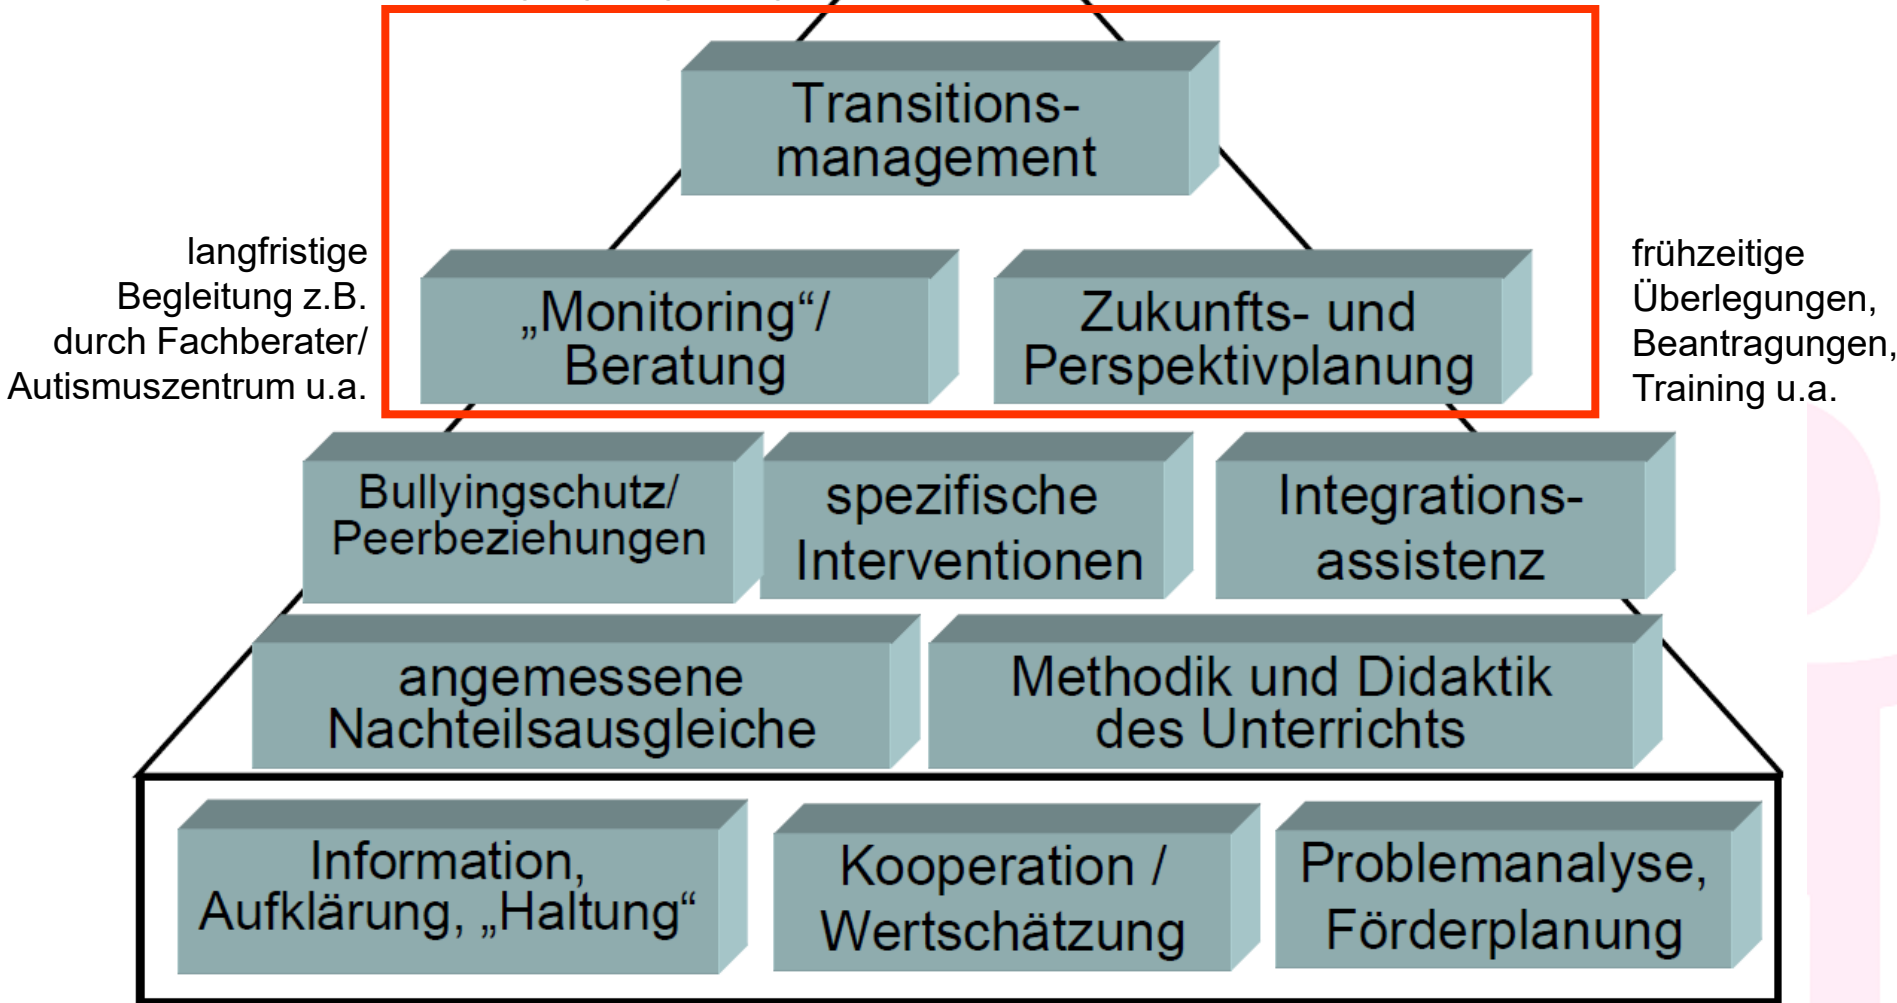 Transitions-
management
langfristige
Begleitung z.B.
durch Fachberater/
Autismuszentrum u.a.
„Monitoring“/
Beratung
Zukunfts- und
Perspektivplanung
frühzeitige
Überlegungen,
Beantragungen,
Training u.a.
Bullyingschutz/
Peerbeziehungen
spezifische
Interventionen
Integrations-
assistenz
angemessene
Nachteilsausgleiche
Methodik und Didaktik
des Unterrichts
Information,
Aufklärung, „Haltung“
Kooperation /
Wertschätzung
Problemanalyse,
Förderplanung